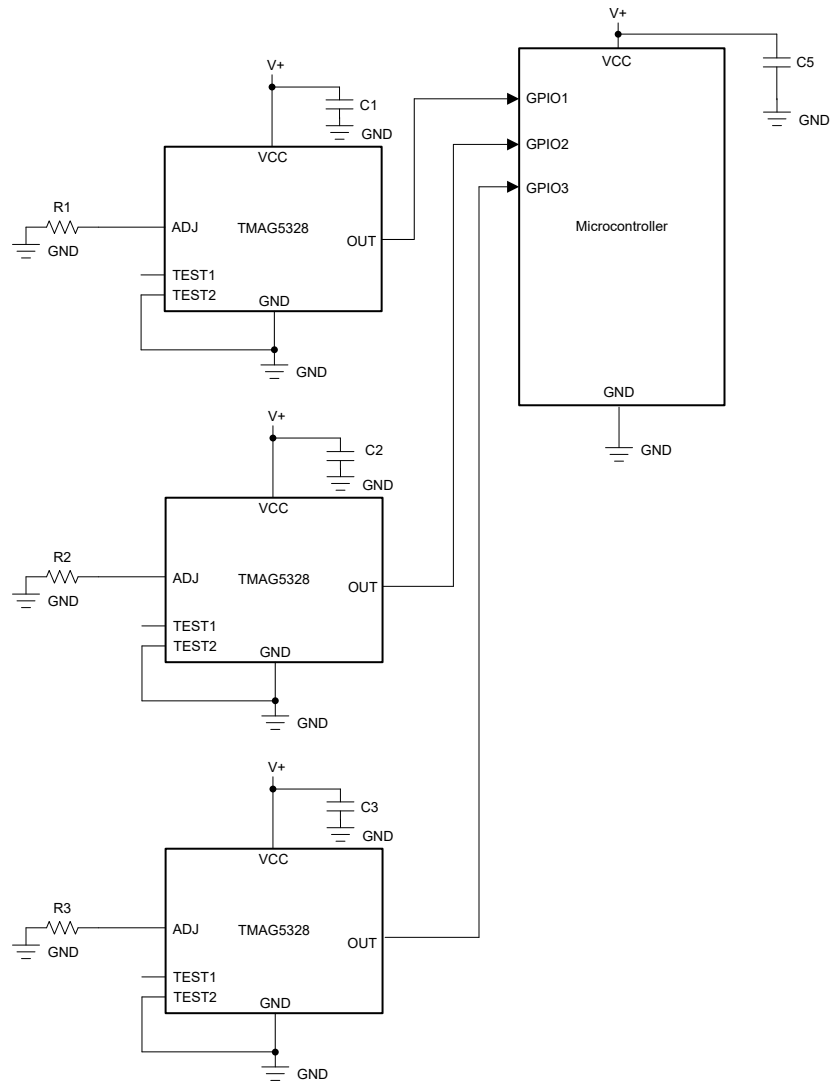 V+
VCC
C5
GND
GPIO1
GPIO2
GPIO3
Microcontroller
GND
GND
V+
C1
GND
VCC
R1
GND
ADJ
TMAG5328
OUT
TEST1
TEST2
GND
GND
V+
C2
GND
VCC
R2
GND
ADJ
TMAG5328
OUT
TEST1
TEST2
GND
GND
V+
C3
GND
VCC
R3
GND
ADJ
TMAG5328
OUT
TEST1
TEST2
GND
GND